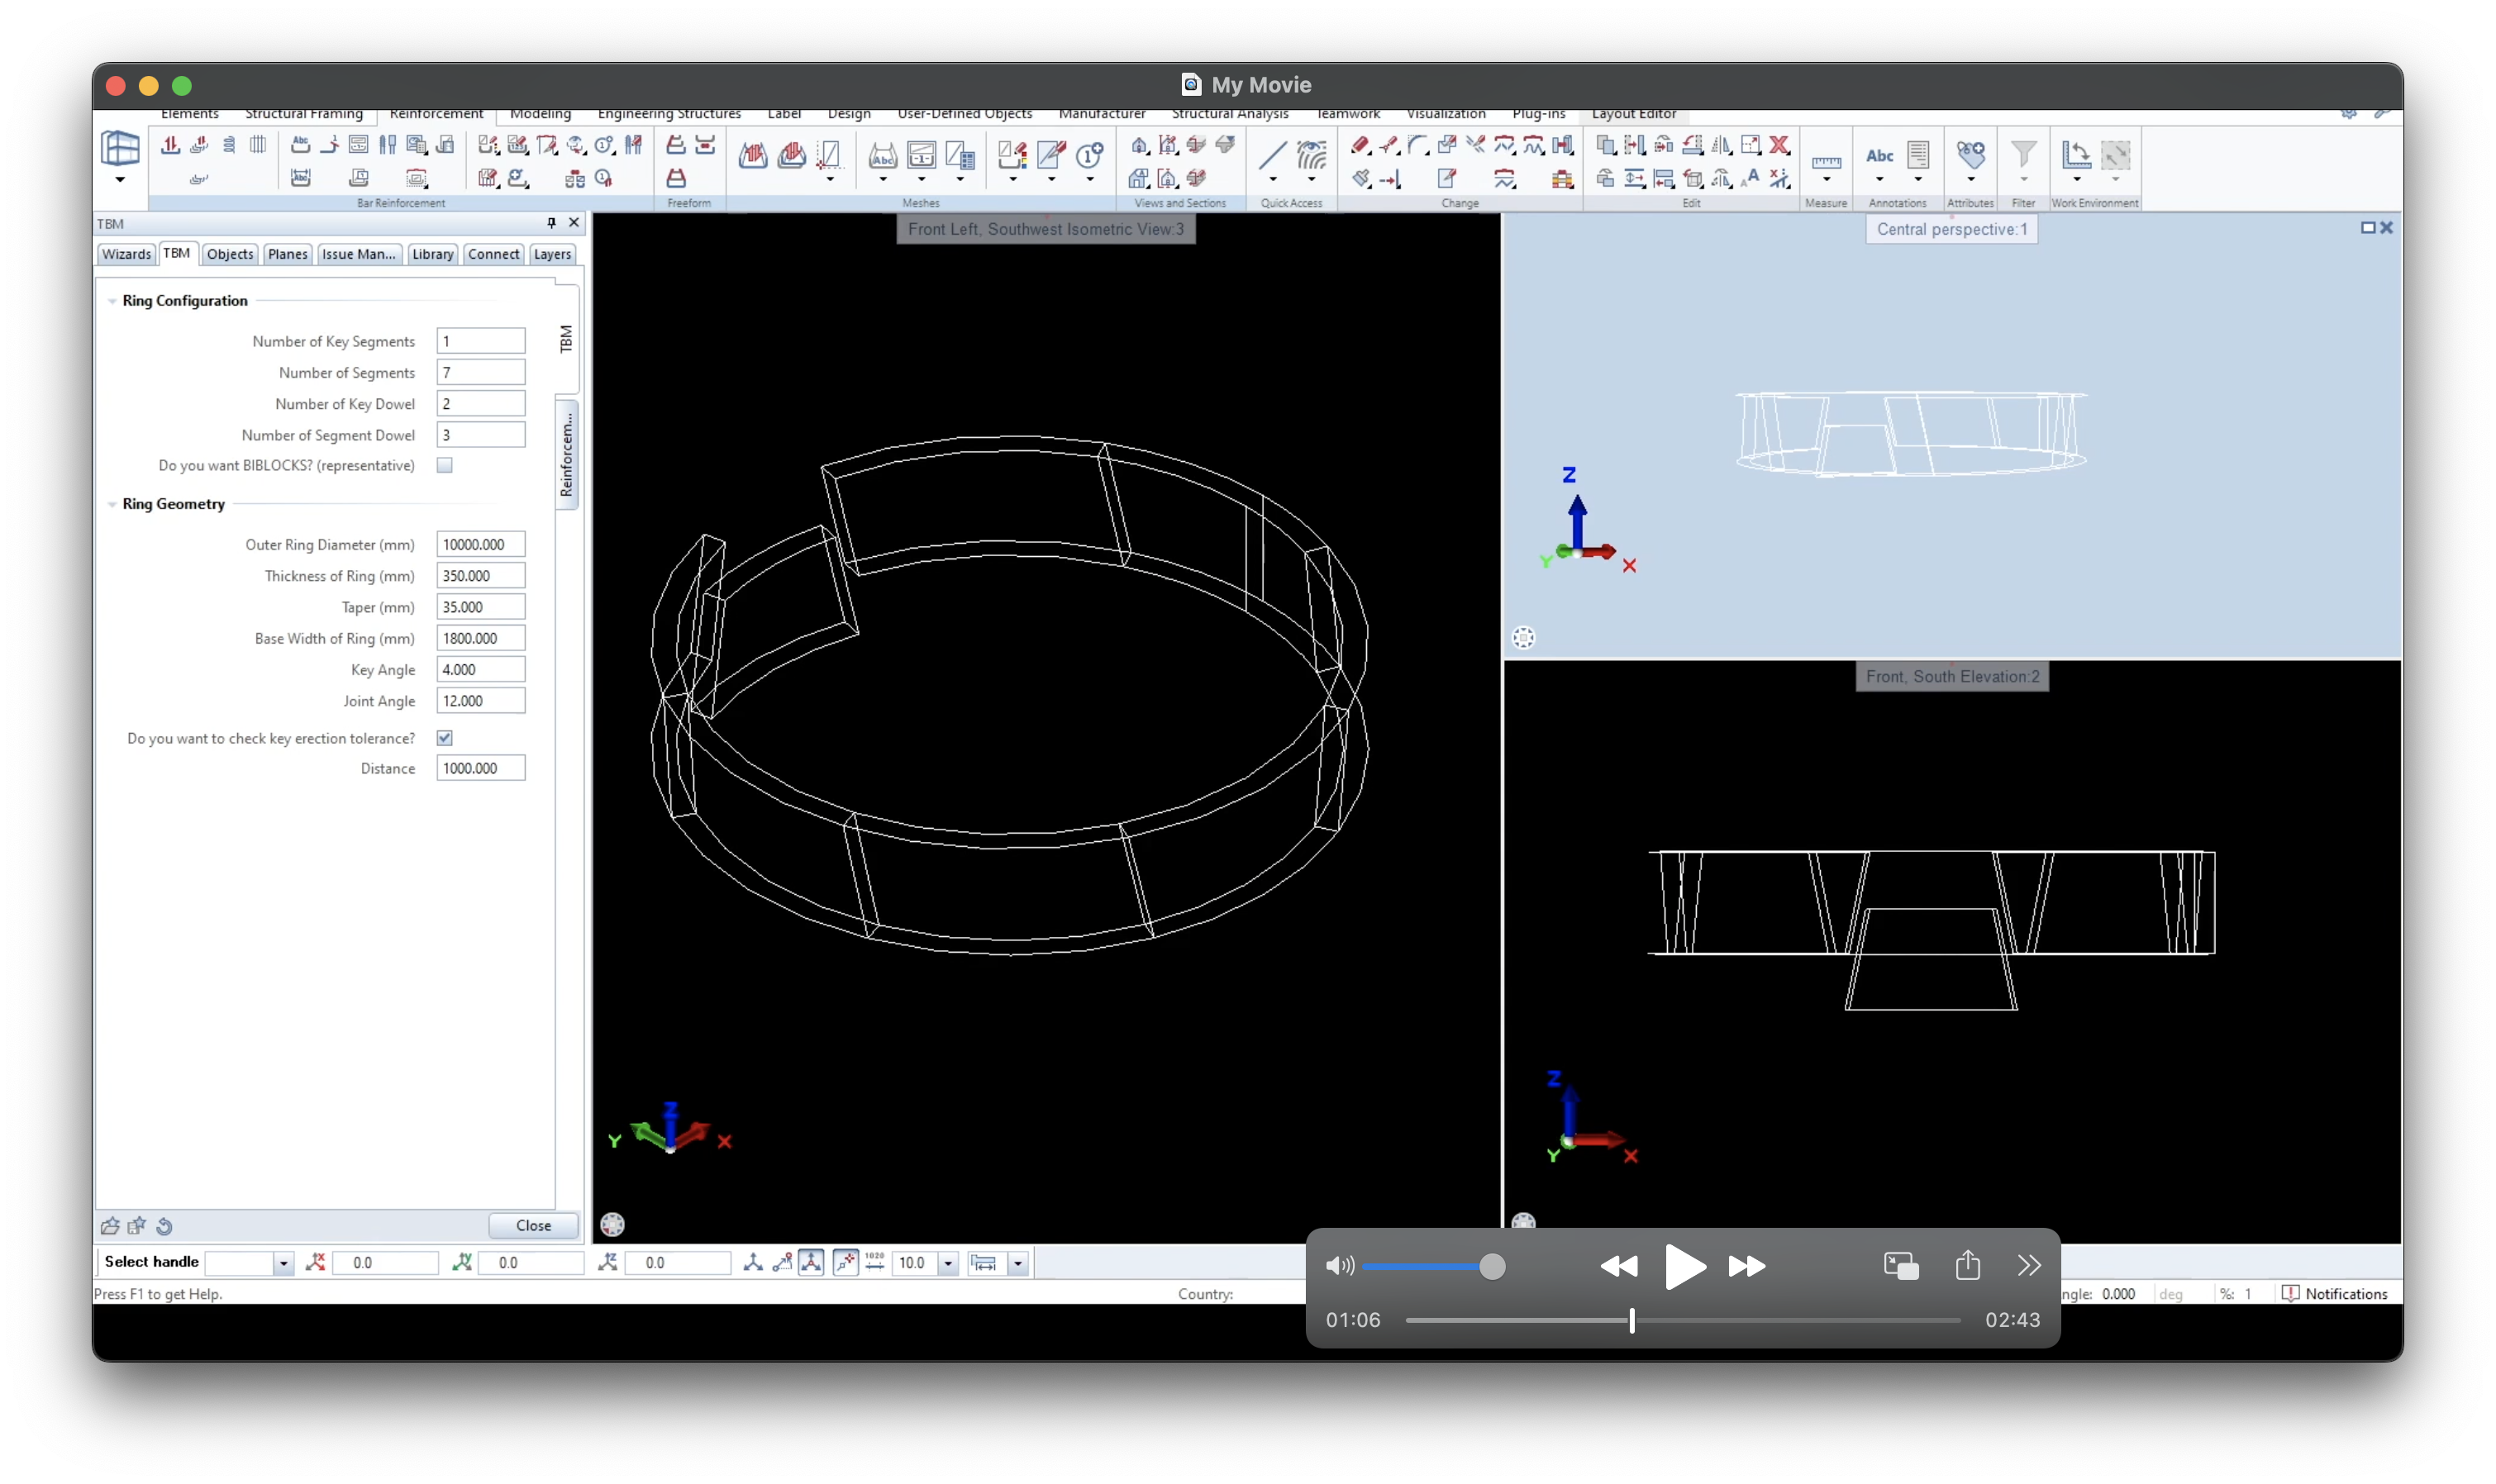 My Movie
Elements Structural Framing Reinforcement Modeling Engineering Structures Label Design User-Defined Objects Manufacturer Structural Analysis Teamwork Visualization Plug-ins Layout Editor
Abc
Abc
Abc
Abc
Bar Reinforcement Freeform Meshes Views and Sections Quick Access Change Edit Measure Annotations Attributes Filter Work Environment
TBM
Wizards TBM Objects Planes Issue Man... Library Connect Layers
TBM
Reinforcem...
Ring Configuration
Number of Key Segments 1
Number of Segments 7
Number of Key Dowel 2
Number of Segment Dowel 3
Do you want BIBLOCKS? (representative)
Ring Geometry
Outer Ring Diameter (mm) 10000.000
Thickness of Ring (mm) 350.000
Taper (mm) 35.000
Base Width of Ring (mm) 1800.000
Key Angle 4.000
Joint Angle 12.000
Do you want to check key erection tolerance?
Distance 1000.000
Close
Front Left, Southwest Isometric View:3
Z
Y X
Central perspective:1
Z
Y X
Front, South Elevation:2
Z
Y X
Select handle 0.0 0.0 0.0 1020 10.0
Press F1 to get Help. Country: ngle: 0.000 deg %: 1 Notifications
01:06 02:43